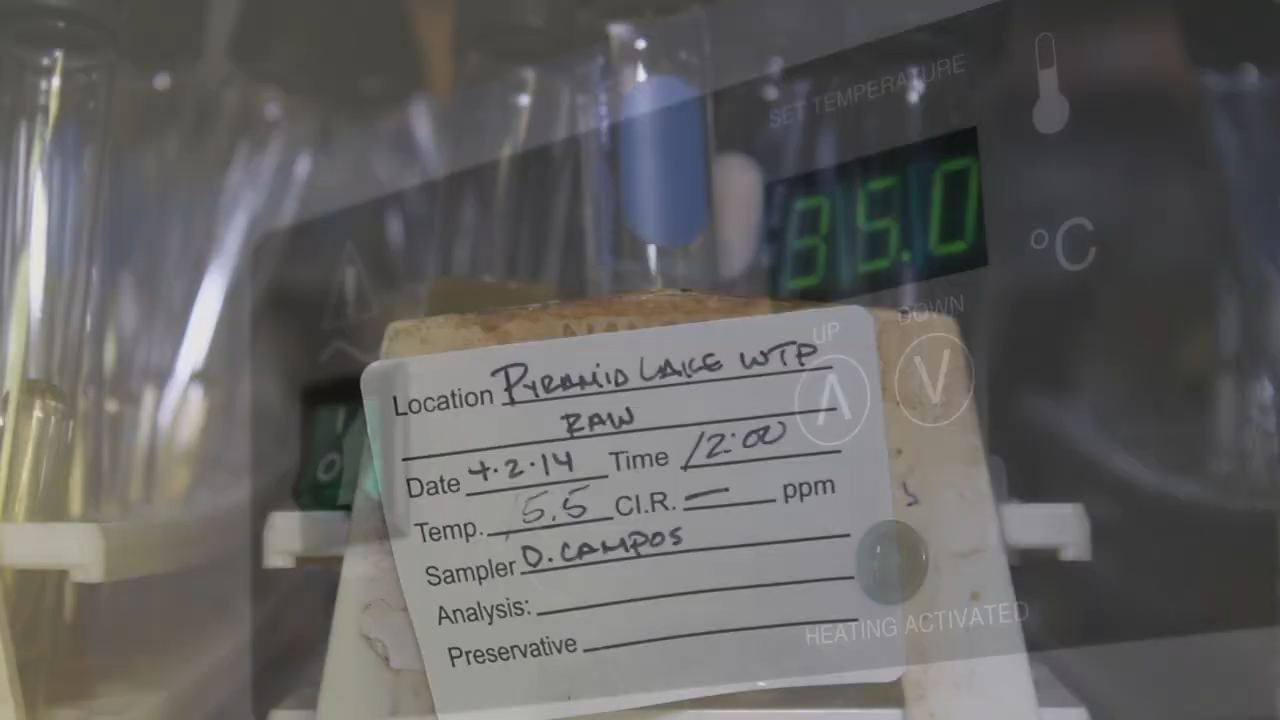 SET TEMPERATURE
35.0
°C
UP
DOWN
Location PYRAMID LAKE WTP
RAW
Date 4.2.14 Time 12:00
Temp. 5.5 Cl.R. — ppm
Sampler D. CAMPOS
Analysis:
Preservative
HEATING ACTIVATED